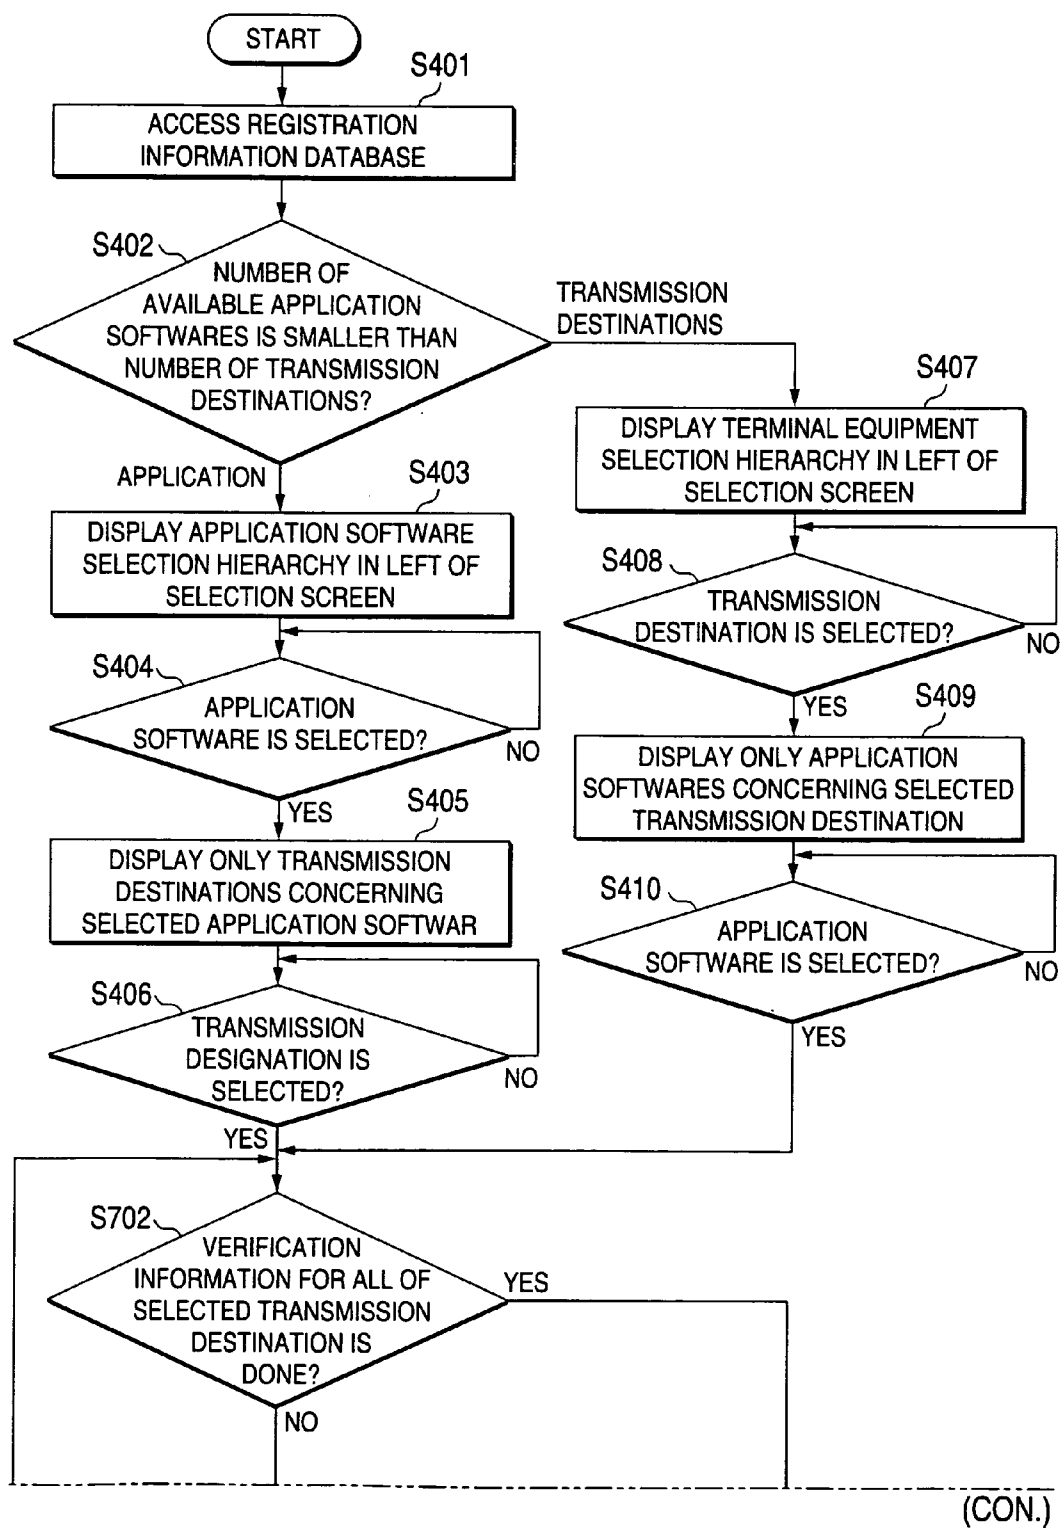 START
S401
ACCESS REGISTRATION
INFORMATION DATABASE
S402
NUMBER OF
AVAILABLE APPLICATION
SOFTWARES IS SMALLER THAN
NUMBER OF TRANSMISSION
DESTINATIONS?
TRANSMISSION
DESTINATIONS
APPLICATION
S403
DISPLAY APPLICATION SOFTWARE
SELECTION HIERARCHY IN LEFT OF
SELECTION SCREEN
S404
APPLICATION
SOFTWARE IS SELECTED?
NO
YES
S405
DISPLAY ONLY TRANSMISSION
DESTINATIONS CONCERNING
SELECTED APPLICATION SOFTWAR
S406
TRANSMISSION
DESIGNATION IS
SELECTED?
NO
YES
S407
DISPLAY TERMINAL EQUIPMENT
SELECTION HIERARCHY IN LEFT OF
SELECTION SCREEN
S408
TRANSMISSION
DESTINATION IS SELECTED?
NO
YES
S409
DISPLAY ONLY APPLICATION
SOFTWARES CONCERNING SELECTED
TRANSMISSION DESTINATION
S410
APPLICATION
SOFTWARE IS SELECTED?
NO
YES
S702
VERIFICATION
INFORMATION FOR ALL OF
SELECTED TRANSMISSION
DESTINATION IS
DONE?
YES
NO
(CON.)